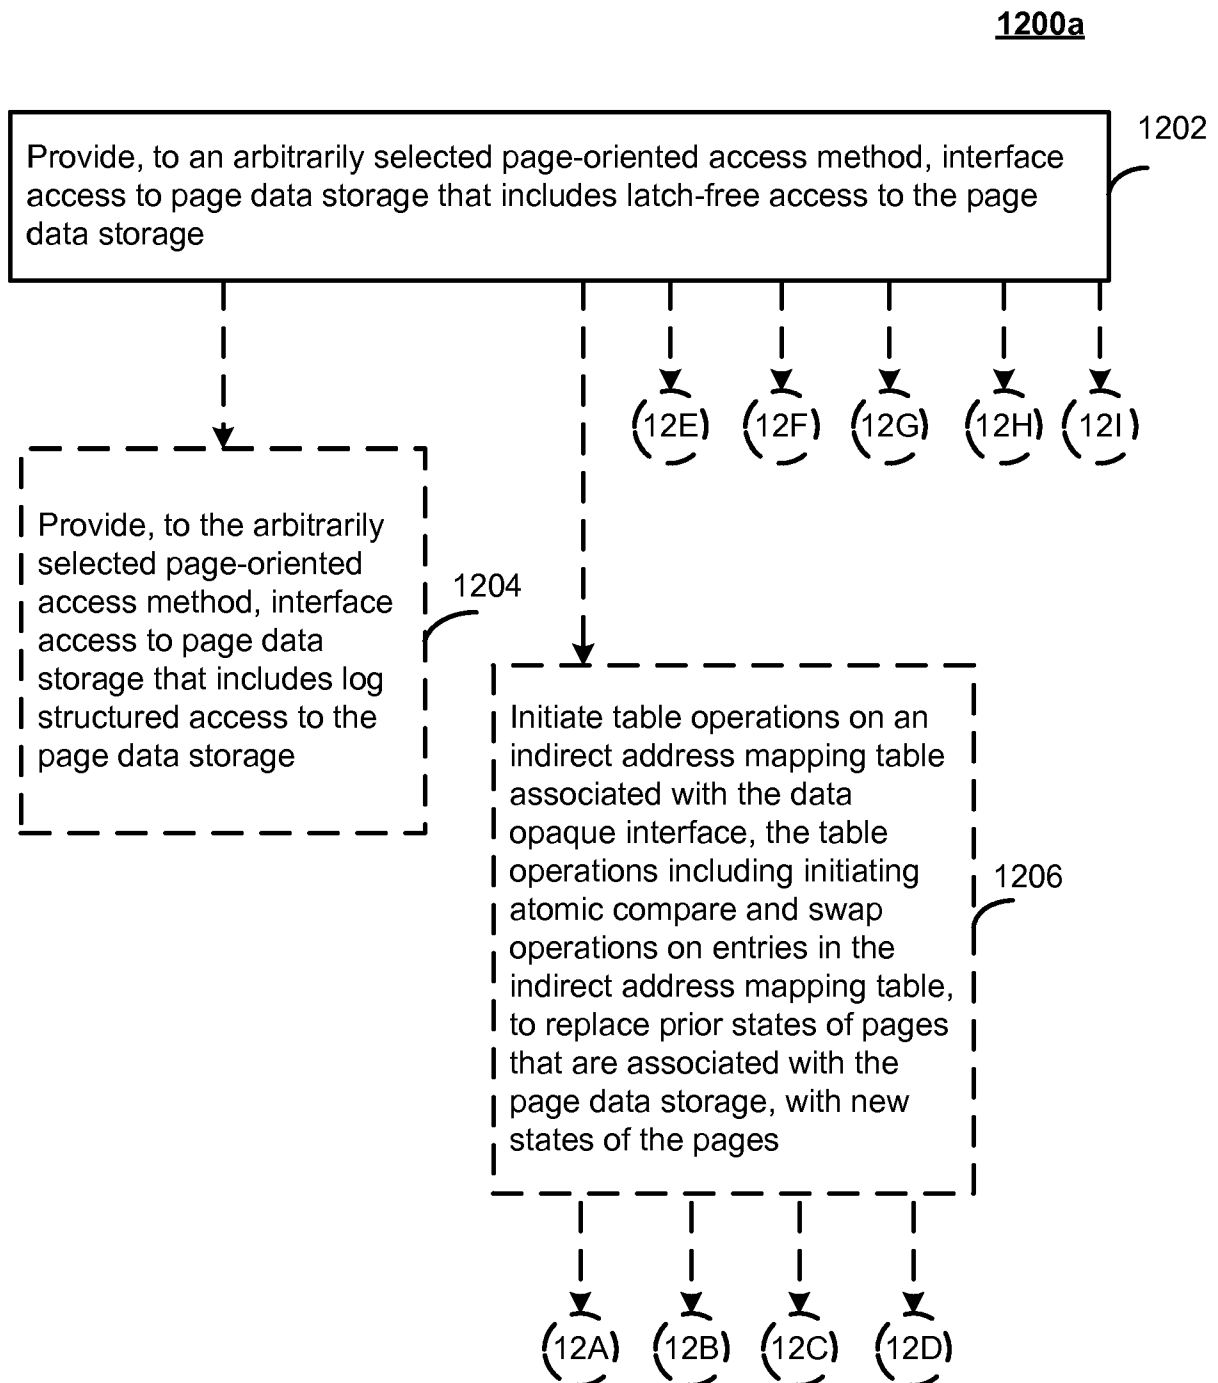 1200a
1202
Provide, to an arbitrarily selected page-oriented access method, interface
access to page data storage that includes latch-free access to the page
data storage
(12E)
(12F)
(12G)
(12H)
(12I)
Provide, to the arbitrarily
selected page-oriented
access method, interface
access to page data
storage that includes log
structured access to the
page data storage
1204
Initiate table operations on an
indirect address mapping table
associated with the data
opaque interface, the table
operations including initiating
atomic compare and swap
operations on entries in the
indirect address mapping table,
to replace prior states of pages
that are associated with the
page data storage, with new
states of the pages
1206
(12A)
(12B)
(12C)
(12D)